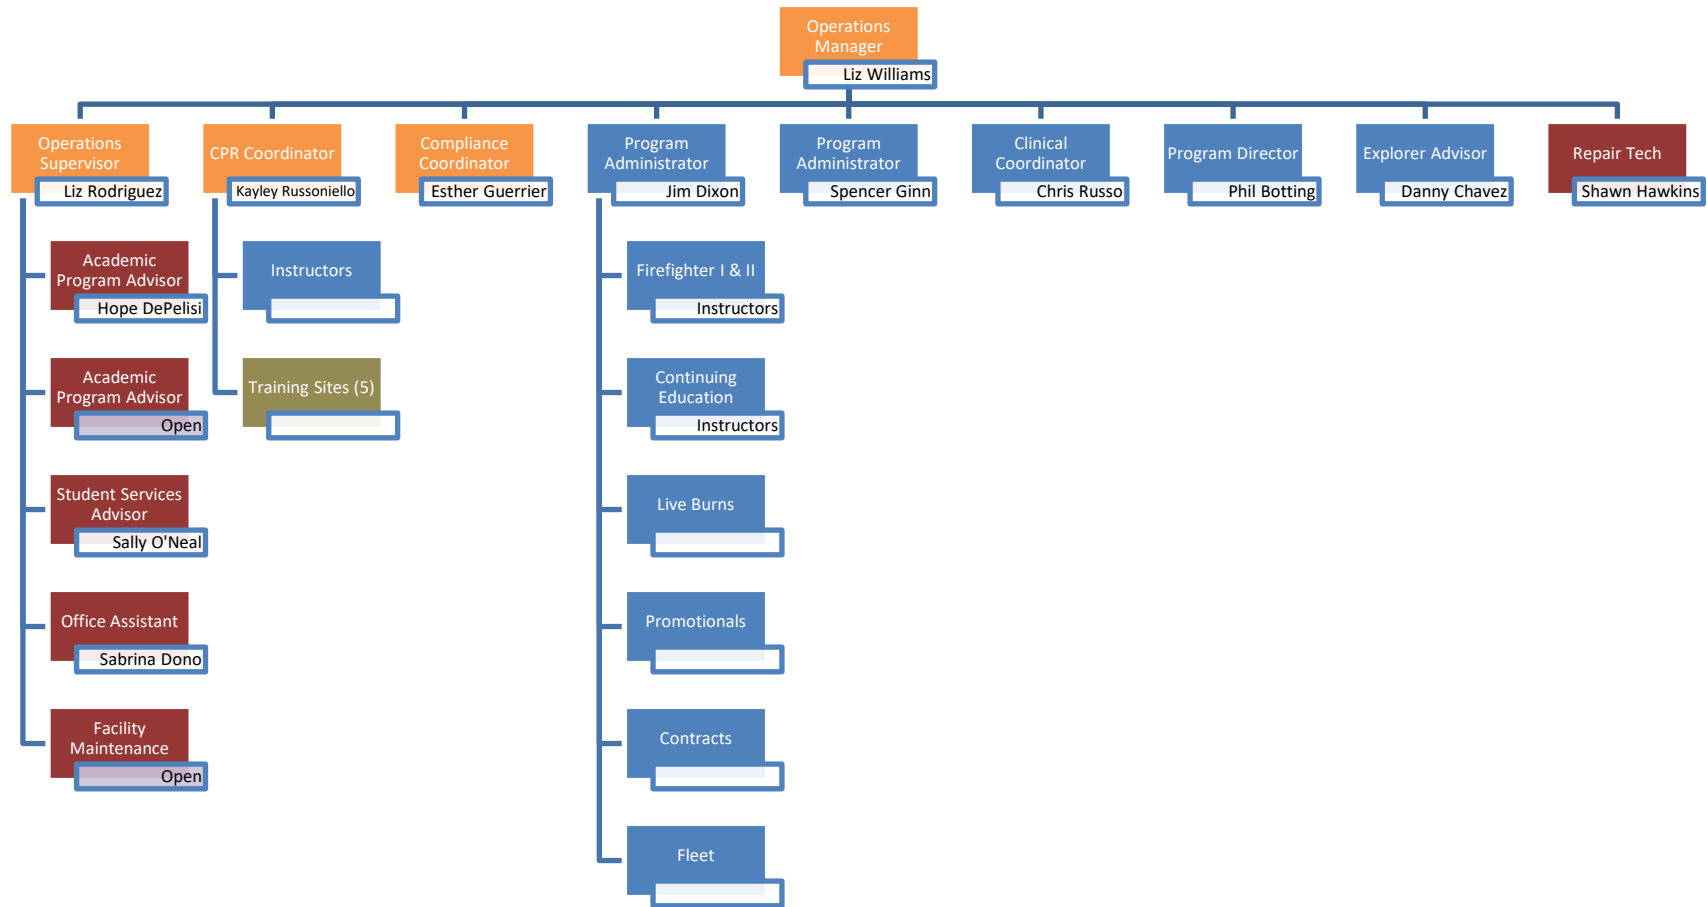 Operations
Manager
Liz Williams
Operations
Supervisor
Liz Rodriguez
CPR Coordinator
Kayley Russoniello
Compliance
Coordinator
Esther Guerrier
Program
Administrator
Jim Dixon
Program
Administrator
Spencer Ginn
Clinical
Coordinator
Chris Russo
Program Director
Phil Botting
Explorer Advisor
Danny Chavez
Repair Tech
Shawn Hawkins
Academic
Program Advisor
Hope DePelisi
Academic
Program Advisor
Open
Student Services
Advisor
Sally O'Neal
Office Assistant
Sabrina Dono
Facility
Maintenance
Open
Instructors
Training Sites (5)
Firefighter I & II
Instructors
Continuing
Education
Instructors
Live Burns
Promotionals
Contracts
Fleet